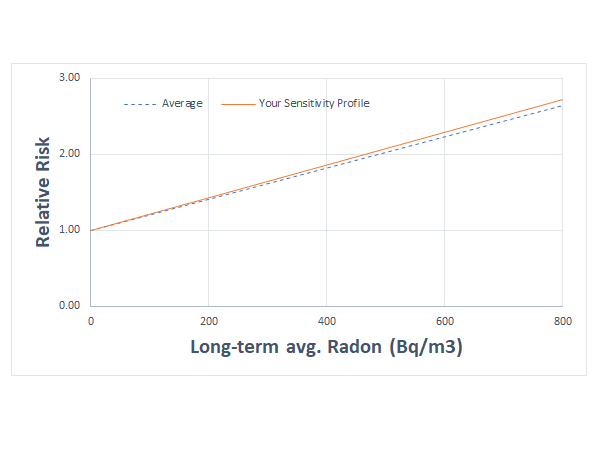 3.00
Average
Your Sensitivity Profile
2.00
1.00
0.00
Relative Risk
0
200
400
600
800
Long-term avg. Radon (Bq/m3)